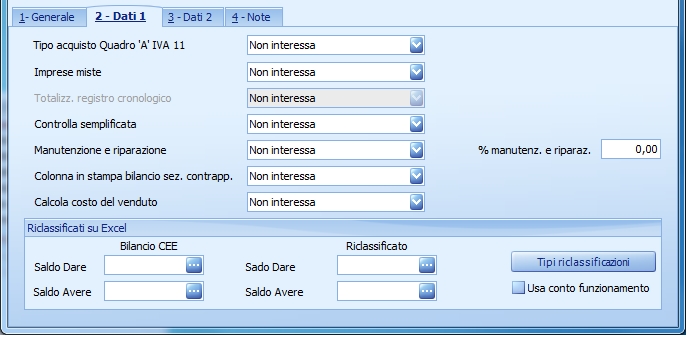 1- Generale 2 - Dati 1 3 - Dati 2 4 - Note
Tipo acquisto Quadro 'A' IVA 11 Non interessa
Imprese miste Non interessa
Totalizz. registro cronologico Non interessa
Controlla semplificata Non interessa
Manutenzione e riparazione Non interessa % manutenz. e riparaz. 0,00
Colonna in stampa bilancio sez. contrapp. Non interessa
Calcola costo del venduto Non interessa
Riclassificati su Excel
Bilancio CEE Riclassificato
Saldo Dare Sado Dare Tipi riclassificazioni
Saldo Avere Saldo Avere Usa conto funzionamento